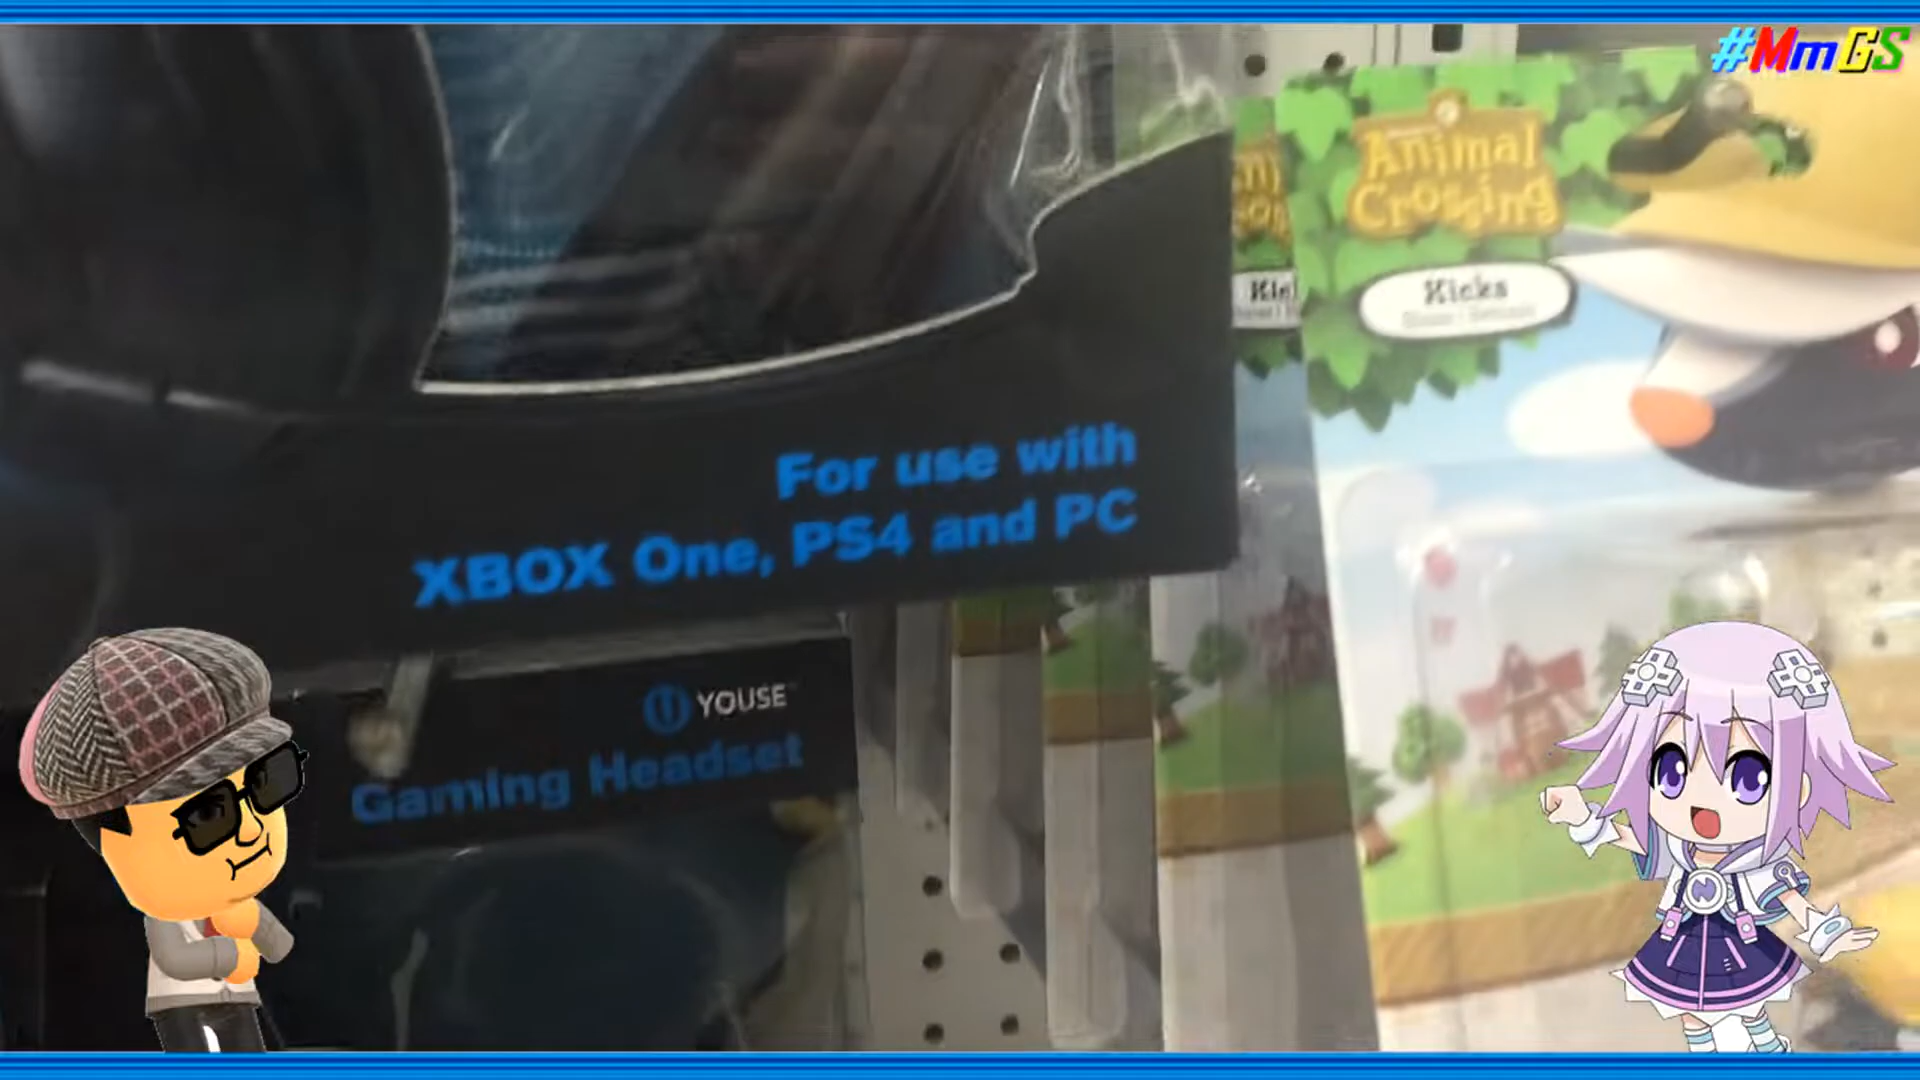 #MmGS
Animal
Crossing
Kicks
For use with
XBOX One, PS4 and PC
YOUSE
Gaming Headset